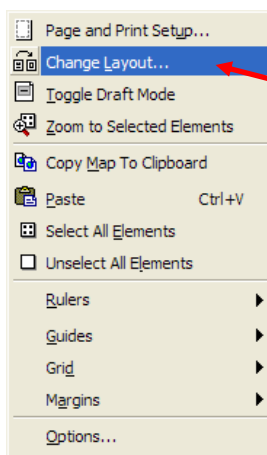 Page and Print Setup...
Change Layout...
Toggle Draft Mode
Zoom to Selected Elements
Copy Map To Clipboard
Paste Ctrl+V
Select All Elements
Unselect All Elements
Rulers
Guides
Grid
Margins
Options...